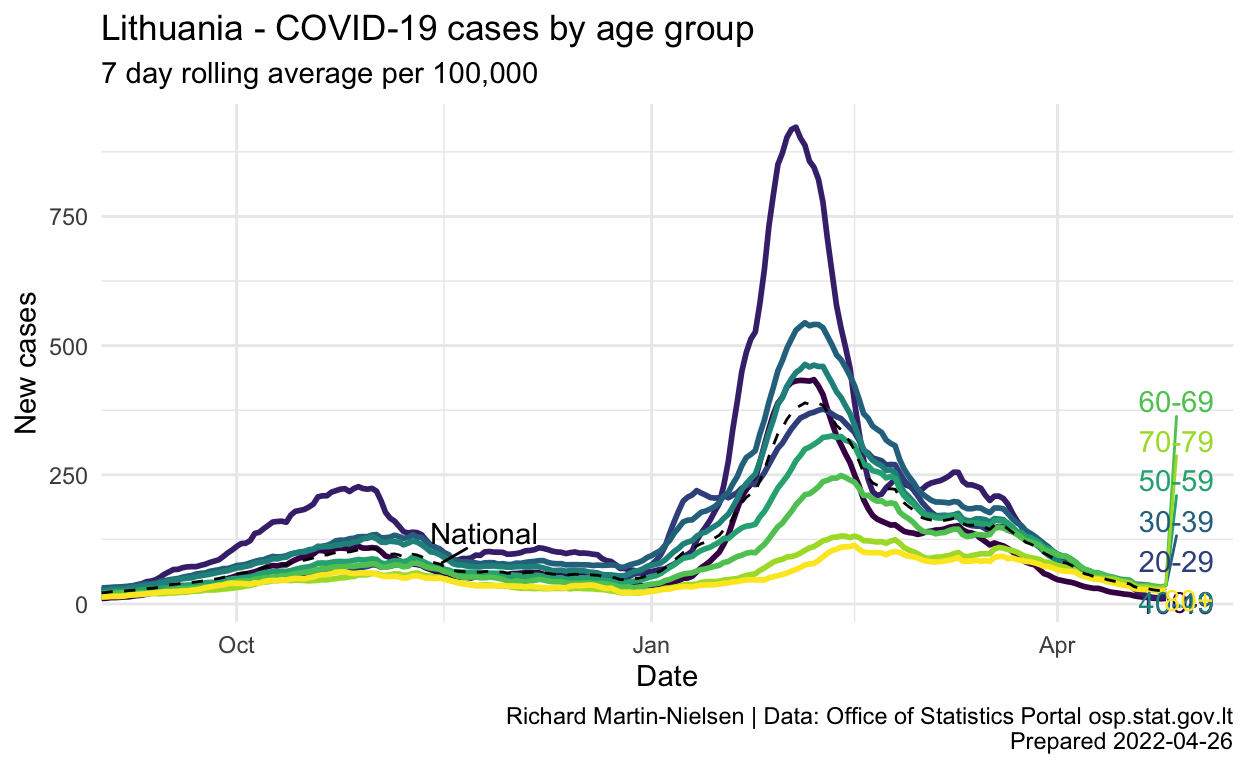 Lithuania - COVID-19 cases by age group
7 day rolling average per 100,000
New cases
750
500
250
0
National
60-69
70-79
50-59
30-39
20-29
80+
Oct
Jan
Apr
Date
Richard Martin-Nielsen | Data: Office of Statistics Portal osp.stat.gov.lt
Prepared 2022-04-26